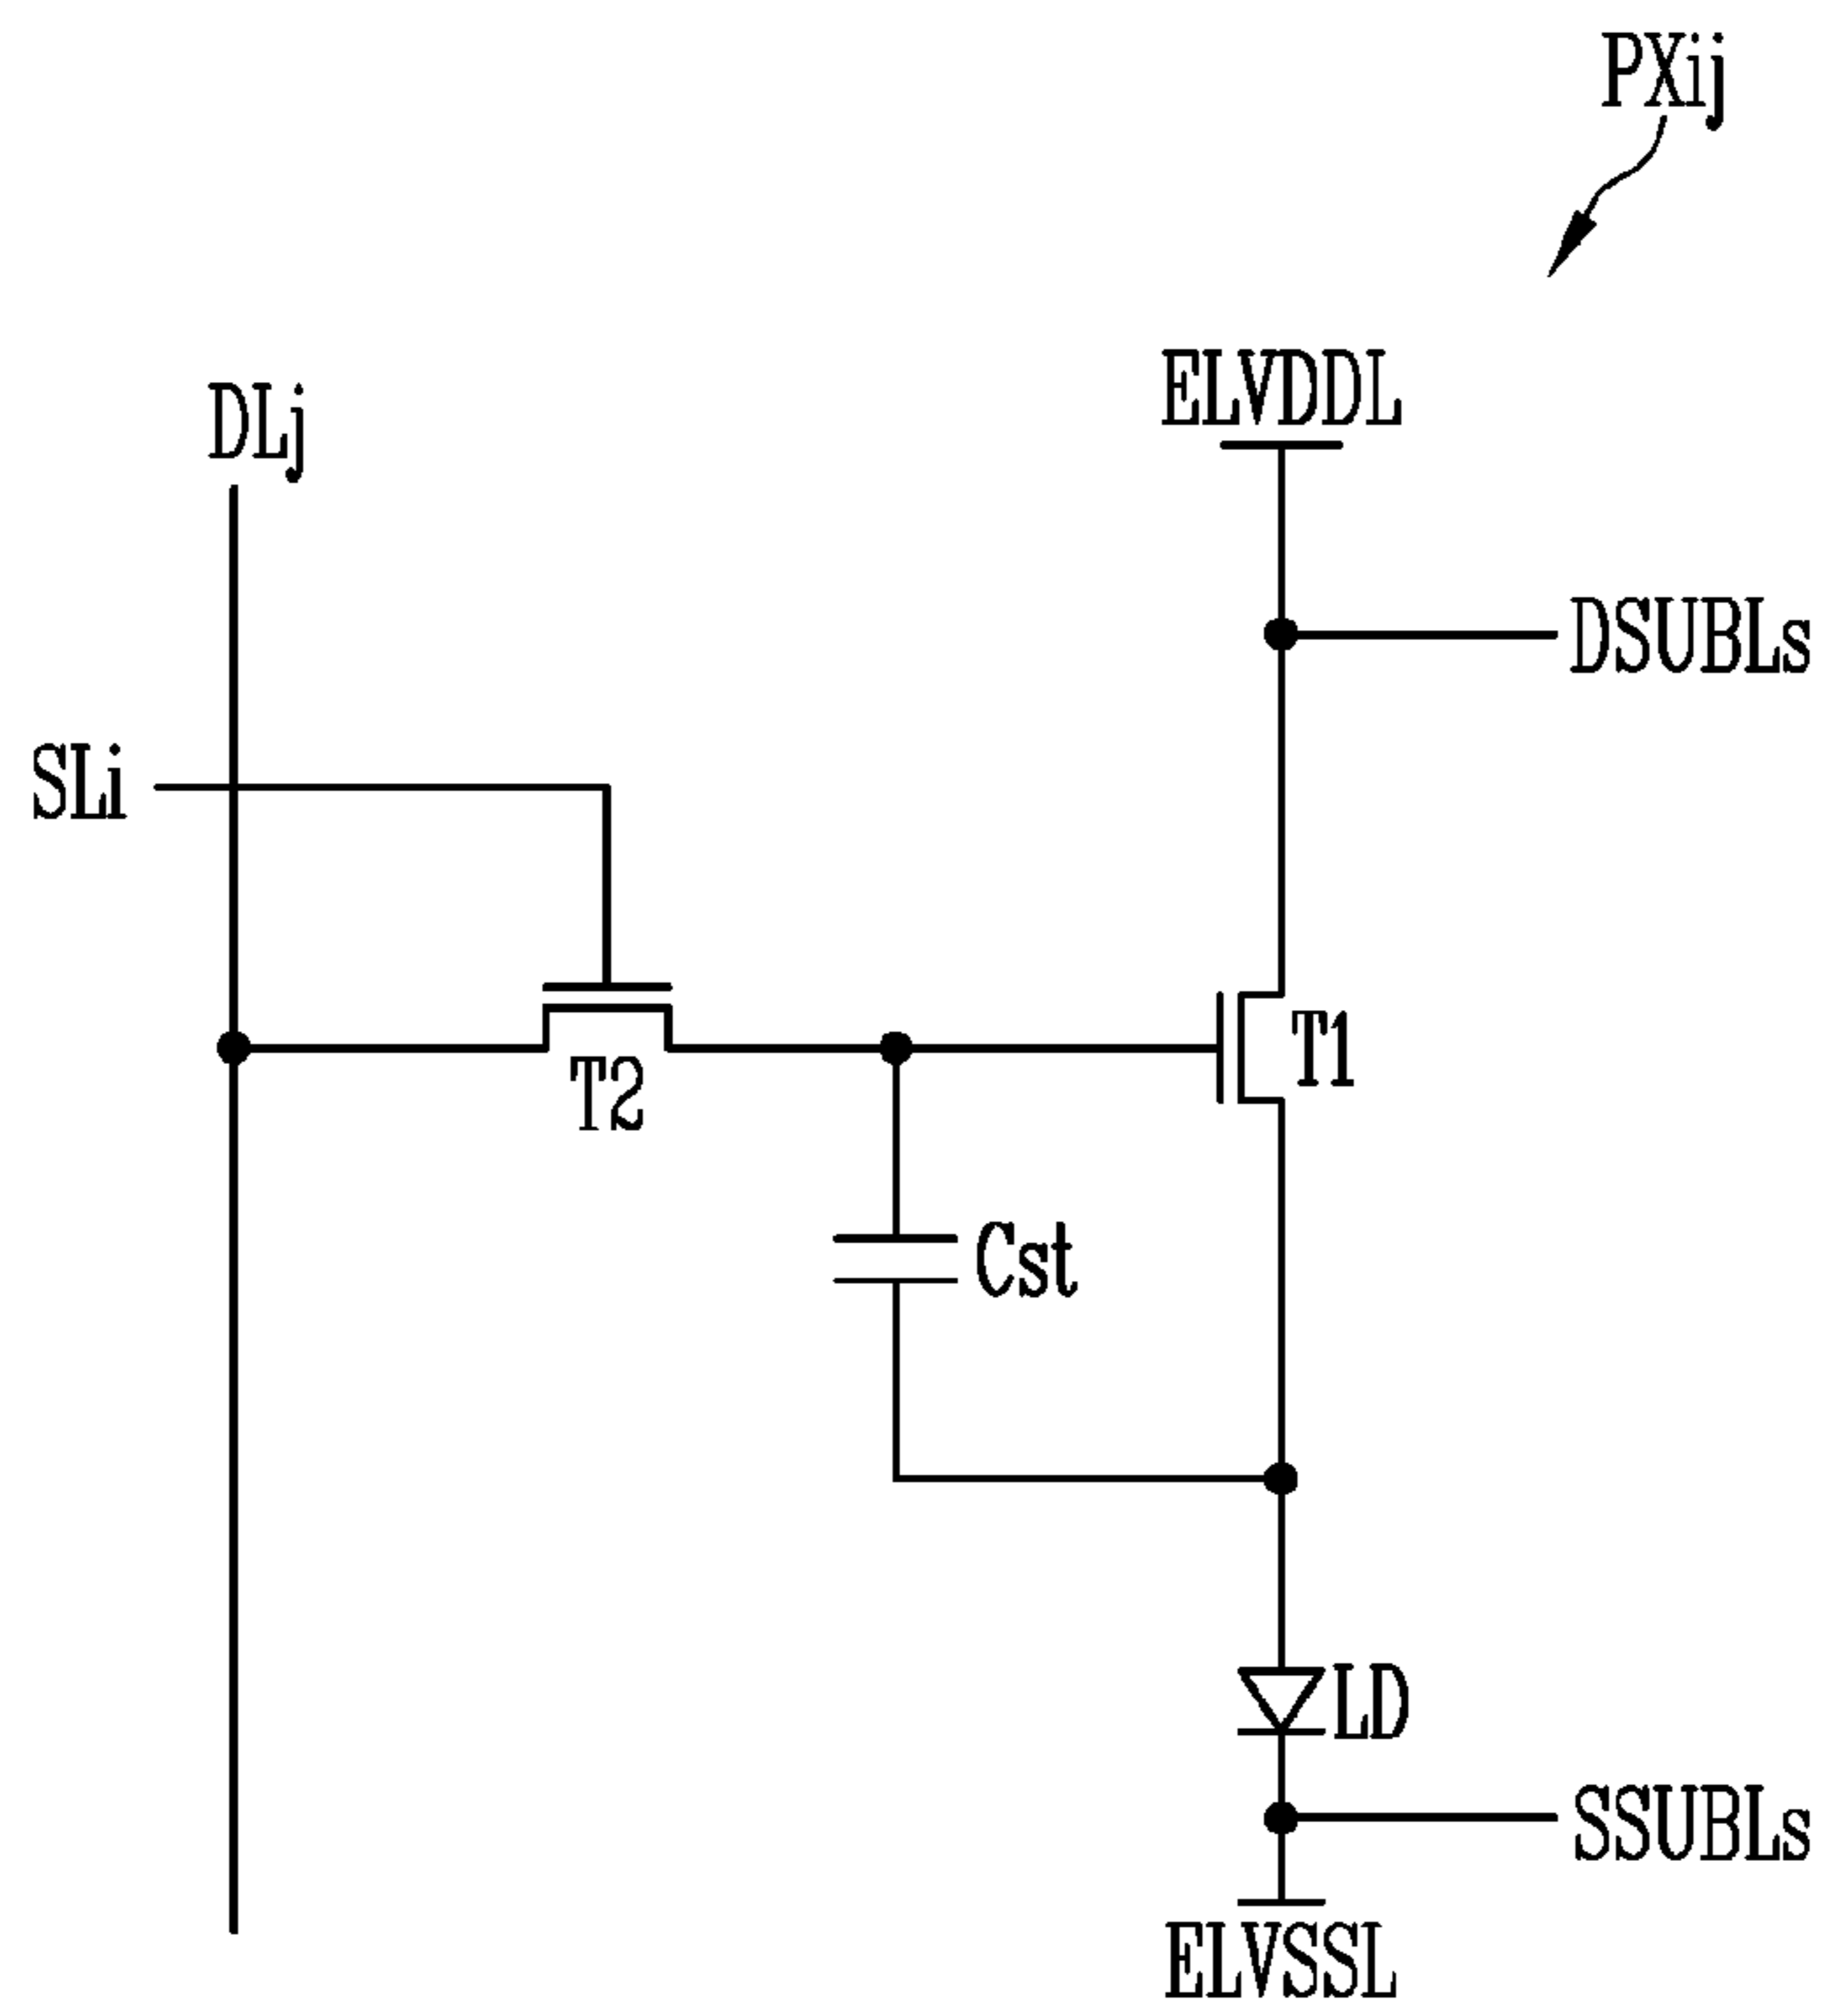 PXij
ELVDDL
DLj
DSUBLs
SLi
T1
T2
Cst
LD
SSUBLs
ELVSSL